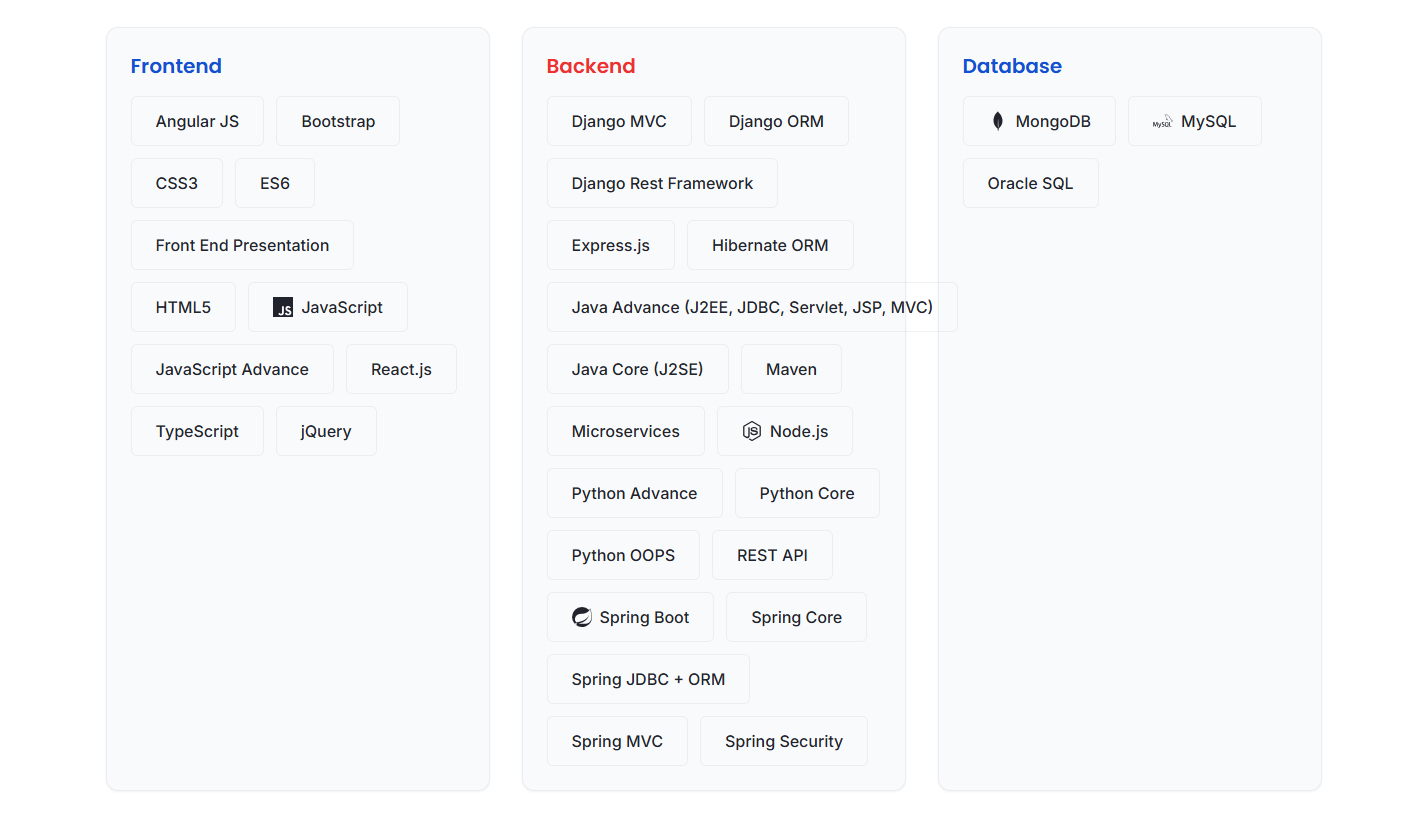 Frontend
Angular JS
Bootstrap
CSS3
ES6
Front End Presentation
HTML5
JS JavaScript
JavaScript Advance
React.js
TypeScript
jQuery
Backend
Django MVC
Django ORM
Django Rest Framework
Express.js
Hibernate ORM
Java Advance (J2EE, JDBC, Servlet, JSP, MVC)
Java Core (J2SE)
Maven
Microservices
JS Node.js
Python Advance
Python Core
Python OOPS
REST API
Spring Boot
Spring Core
Spring JDBC + ORM
Spring MVC
Spring Security
Database
MongoDB
MySQL MySQL
Oracle SQL